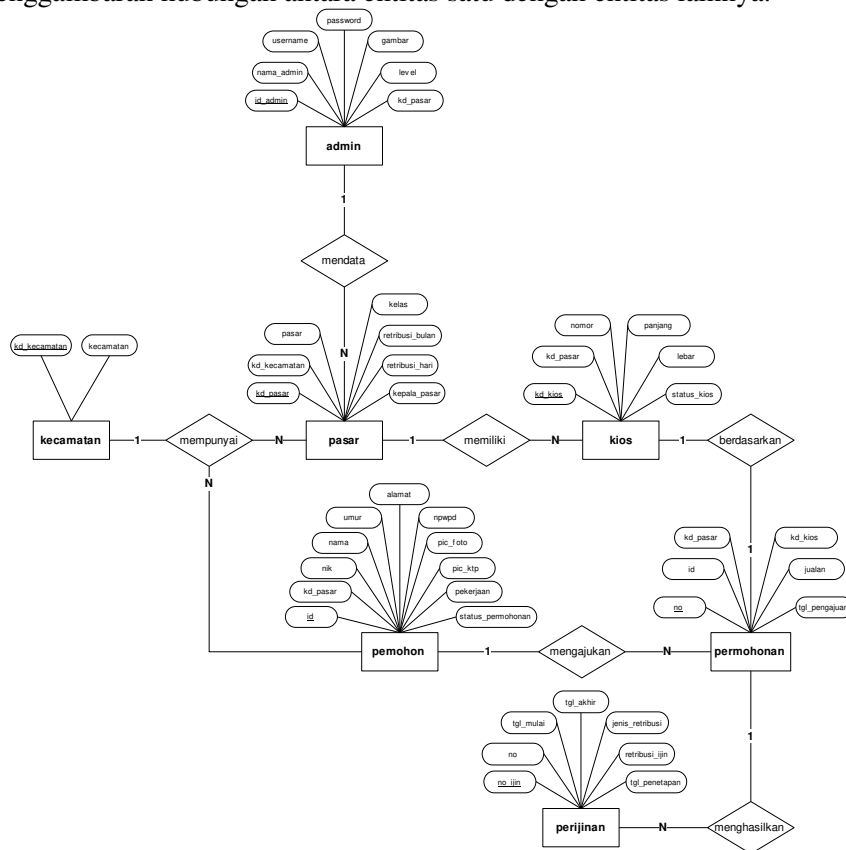 enggambaran hubungan antara entitas satu dengan entitas lainnya.
password
username
gambar
nama_admin
level
id_admin
kd_pasar
admin
1
mendata
kelas
pasar
retribusi_bulan
N
kd_kecamatan
retribusi_hari
kd_pasar
kepala_pasar
kd_kecamatan
kecamatan
nomor
panjang
kd_pasar
lebar
kd_kios
status_kios
kecamatan
1
mempunyai
N
pasar
1
memiliki
N
kios
1
berdasarkan
N
alamat
umur
npwpd
nama
pic_foto
nik
pic_ktp
kd_pasar
pekerjaan
id
status_permohonan
kd_pasar
kd_kios
1
id
jualan
no
tgl_pengajuan
pemohon
1
mengajukan
N
permohonan
tgl_akhir
tgl_mulai
jenis_retribusi
1
no
retribusi_ijin
no_ijin
tgl_penetapan
perijinan
N
menghasilkan